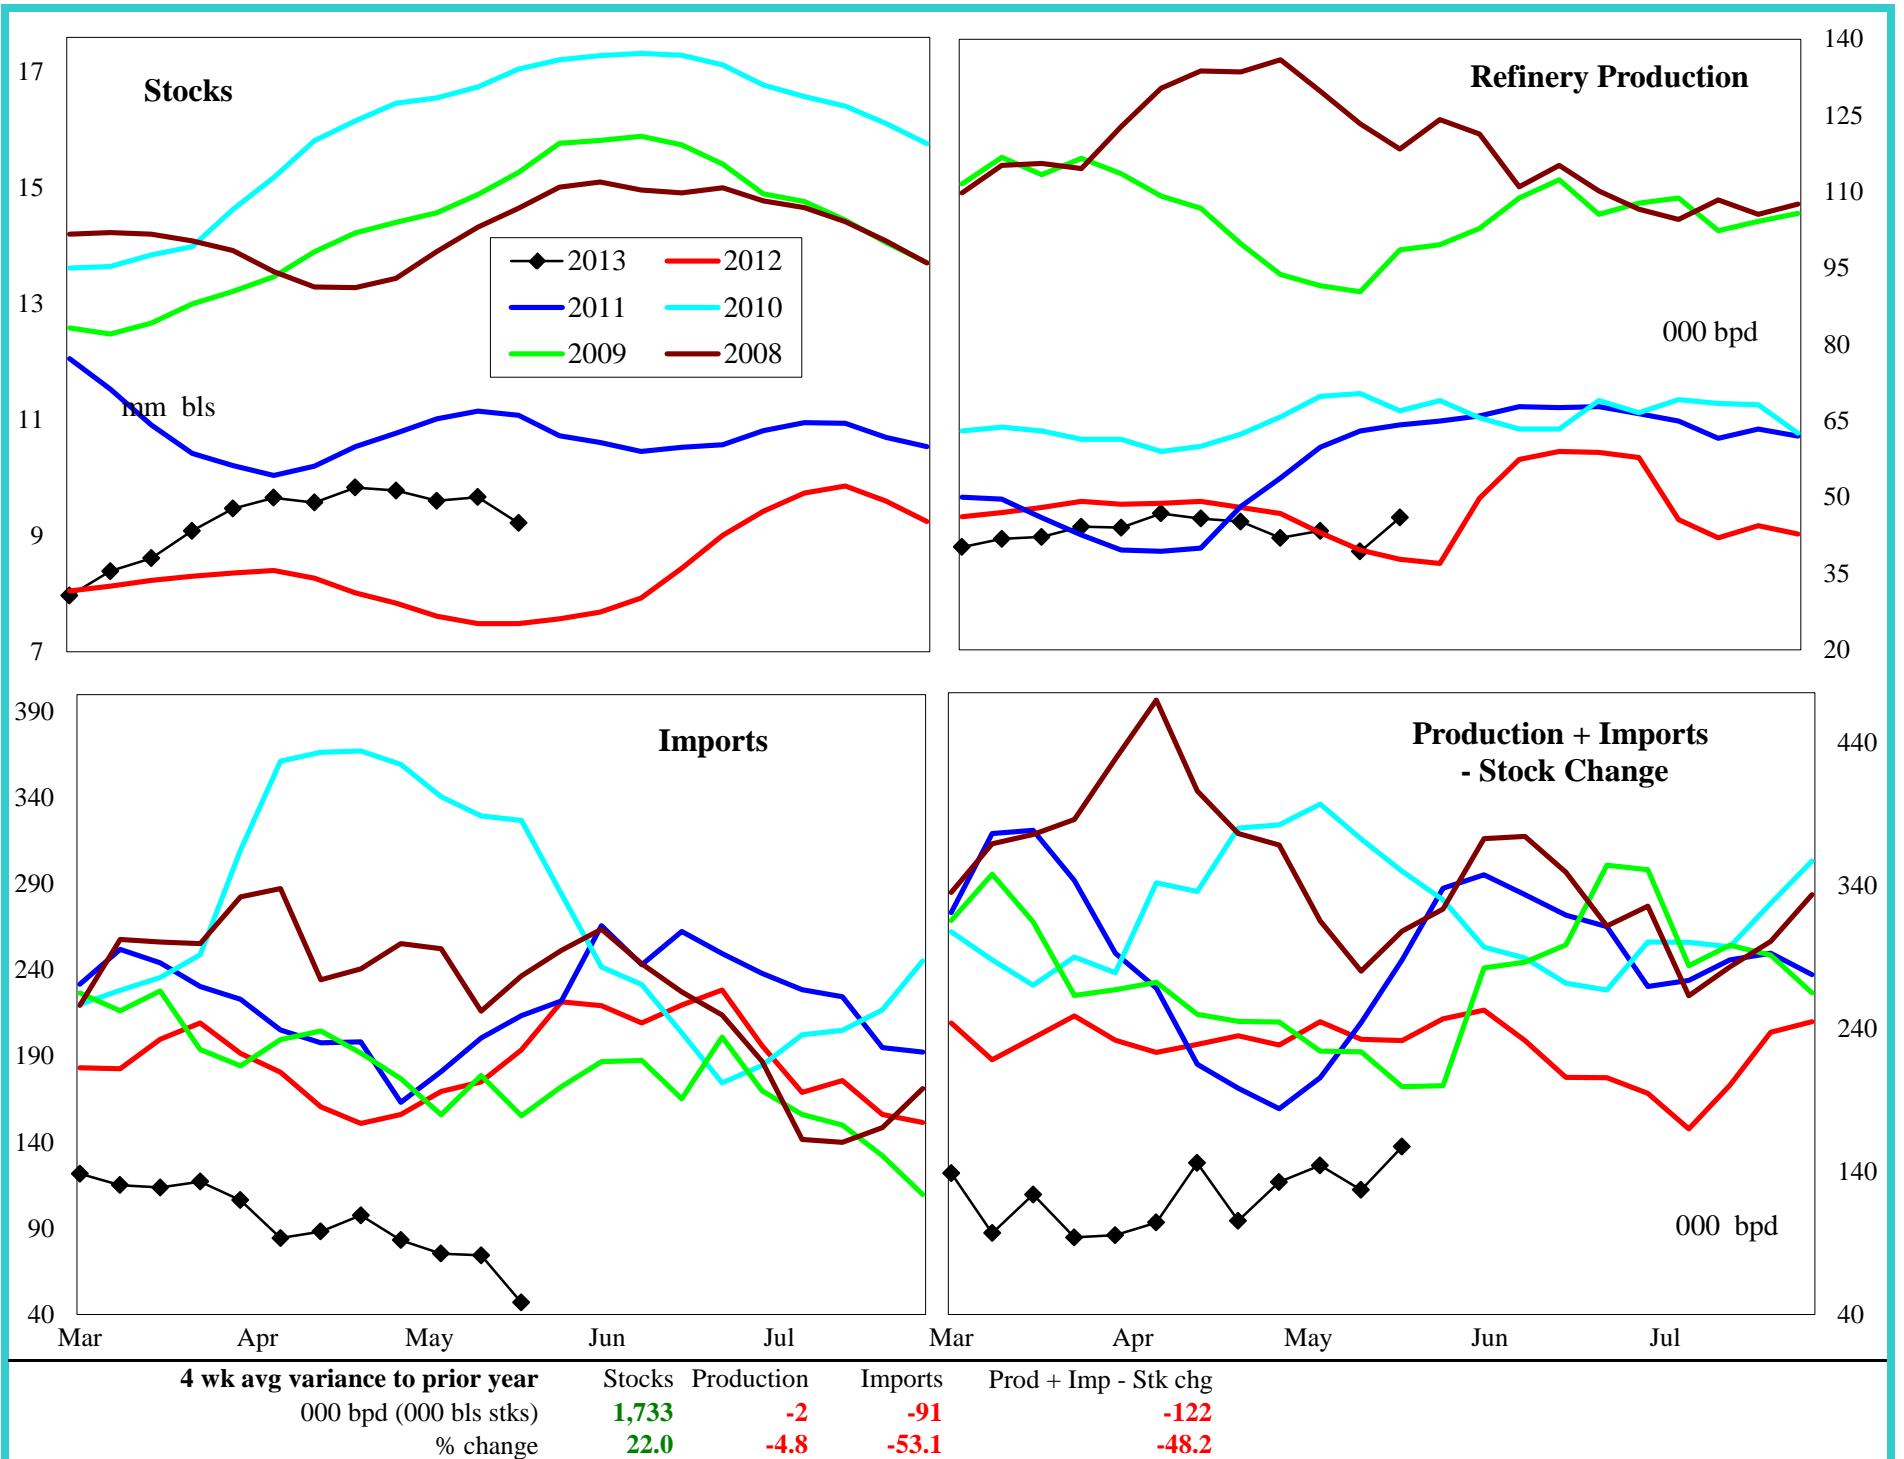 Stocks
17
15
13
11
9
7
mm bls
2013 2012
2011 2010
2009 2008
Refinery Production
140
125
110
95
80
65
50
35
20
000 bpd
Imports
390
340
290
240
190
140
90
40
Mar Apr May Jun Jul
Production + Imports
- Stock Change
440
340
240
140
40
000 bpd
Mar Apr May Jun Jul
4 wk avg variance to prior year Stocks Production Imports Prod + Imp - Stk chg
000 bpd (000 bls stks) 1,733 -2 -91 -122
% change 22.0 -4.8 -53.1 -48.2